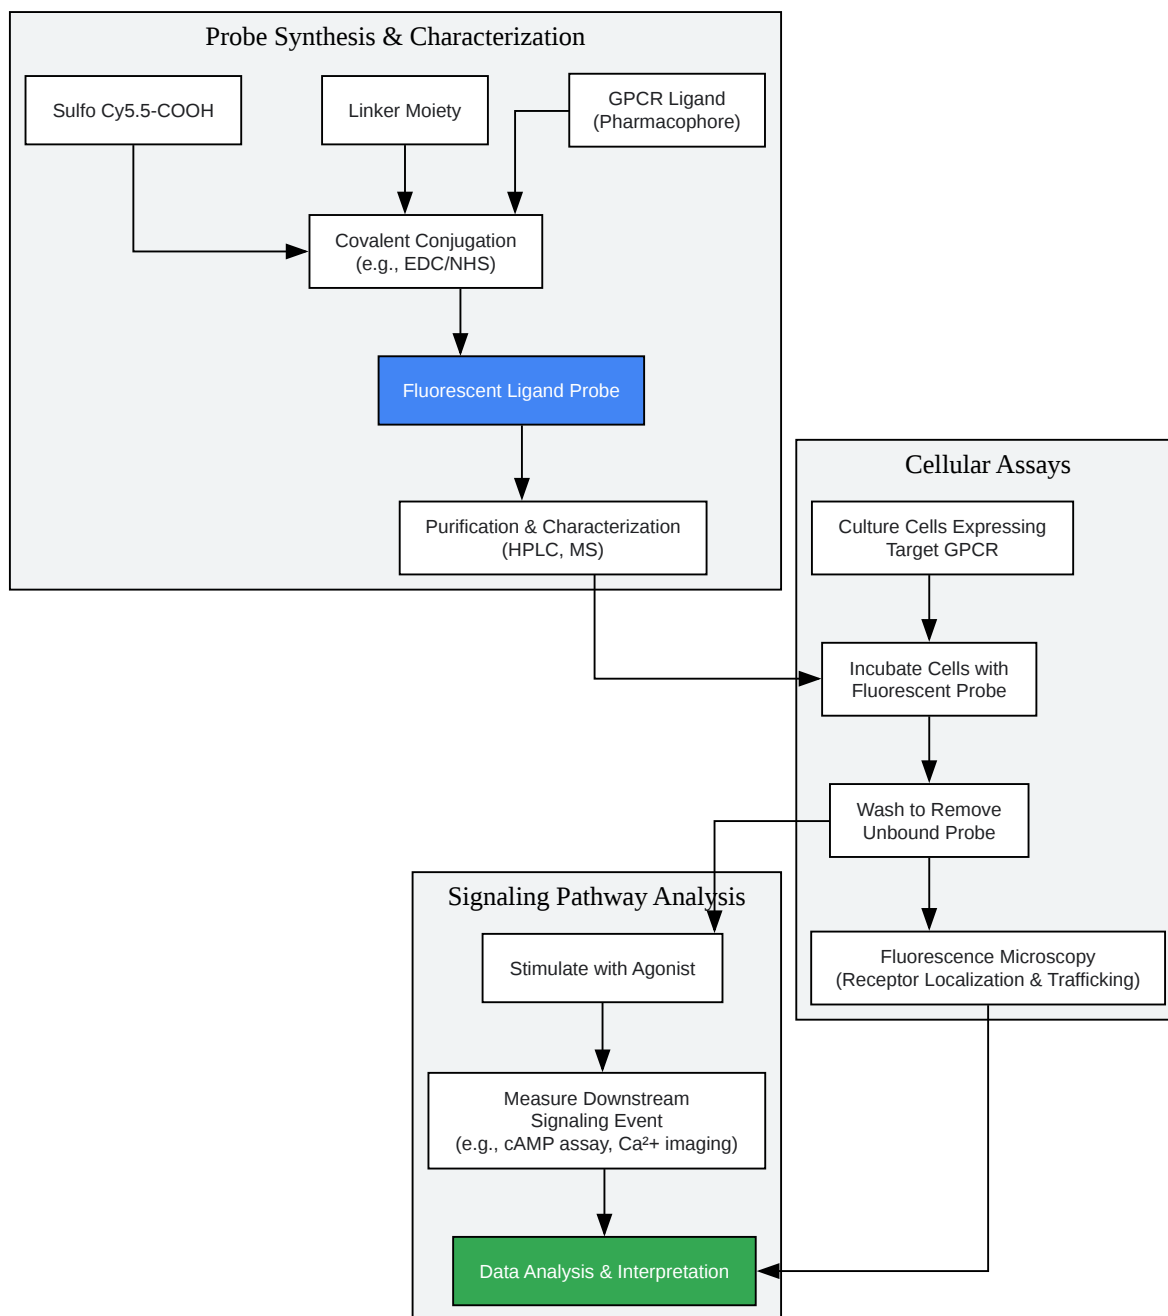 Probe Synthesis & Characterization
Sulfo Cy5.5-COOH
Linker Moiety
GPCR Ligand
(Pharmacophore)
Covalent Conjugation
(e.g., EDC/NHS)
Fluorescent Ligand Probe
Purification & Characterization
(HPLC, MS)
Cellular Assays
Culture Cells Expressing
Target GPCR
Incubate Cells with
Fluorescent Probe
Wash to Remove
Unbound Probe
Fluorescence Microscopy
(Receptor Localization & Trafficking)
Signaling Pathway Analysis
Stimulate with Agonist
Measure Downstream
Signaling Event
(e.g., cAMP assay, Ca²+ imaging)
Data Analysis & Interpretation